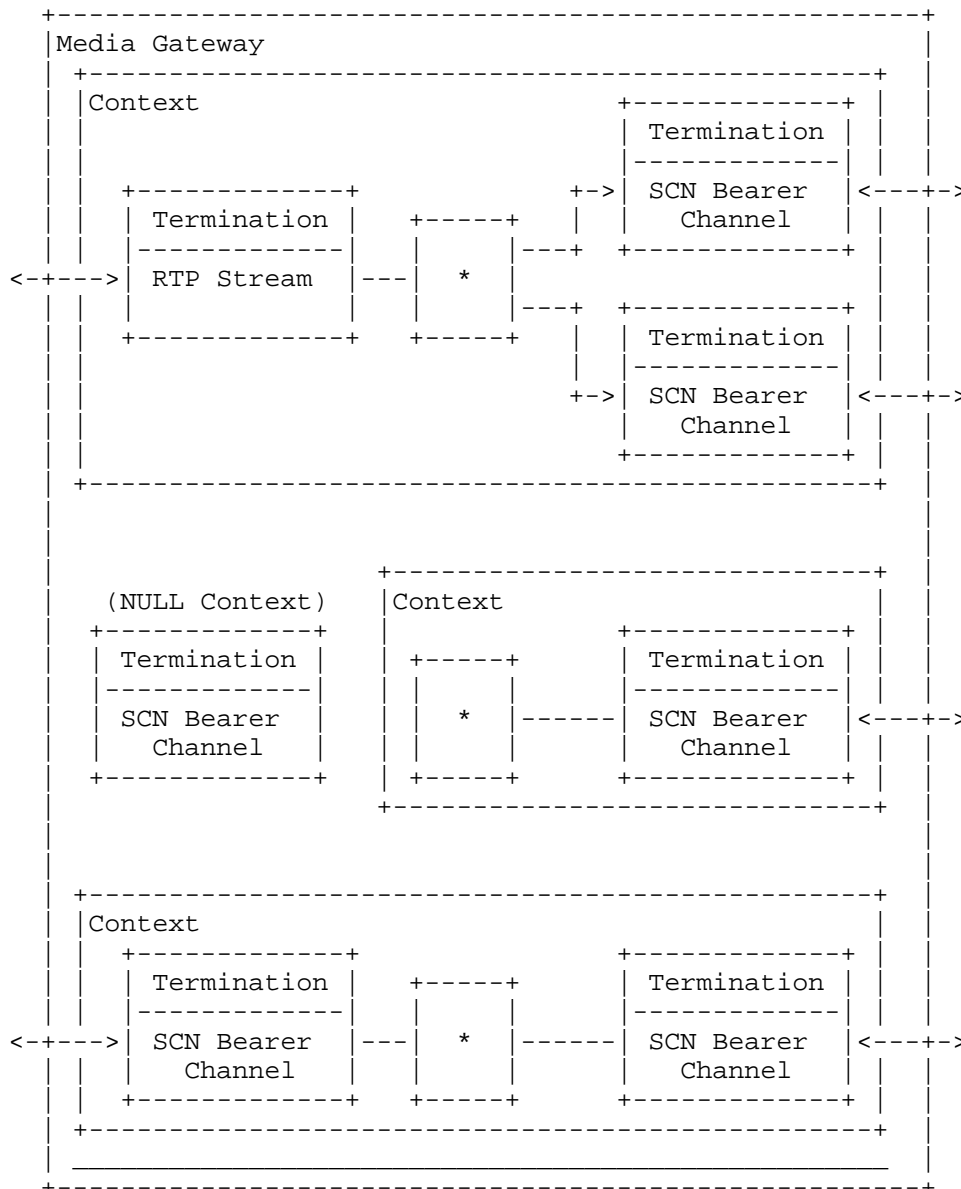 Media Gateway
Context
Termination
SCN Bearer
Channel
Termination
RTP Stream
*
Termination
SCN Bearer
Channel
(NULL Context)
Termination
SCN Bearer
Channel
Context
*
Termination
SCN Bearer
Channel
Context
Termination
SCN Bearer
Channel
*
Termination
SCN Bearer
Channel